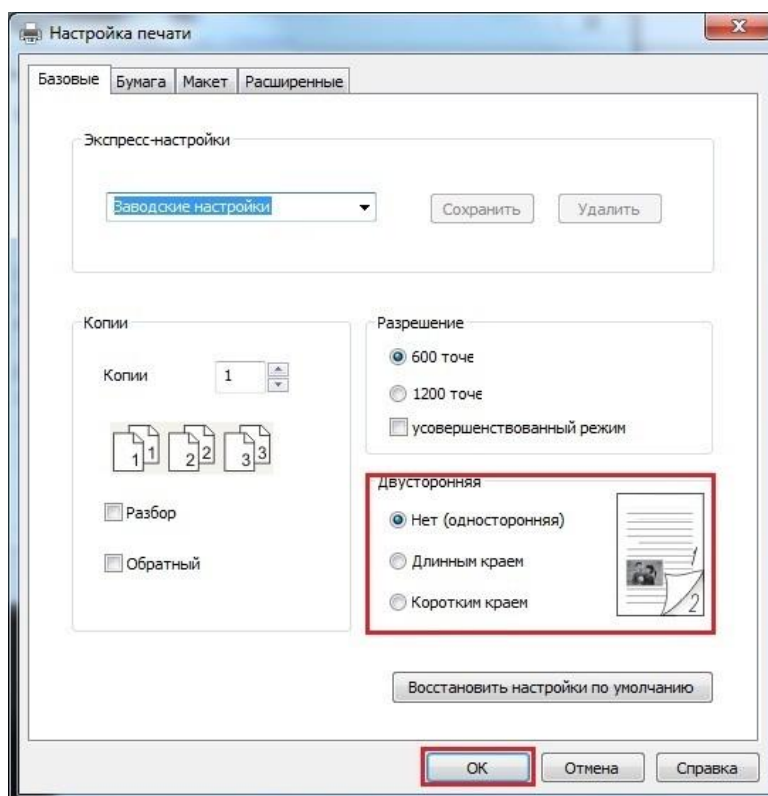 Настройка печати
Базовые Бумага Макет Расширенные
Экспресс-настройки
Заводские настройки
Сохранить Удалить
Копии
Копии 1
1 1 2 2 3 3
Разбор
Обратный
Разрешение
600 точе
1200 точе
усовершенствованный режим
Двусторонняя
Нет (односторонняя)
Длинным краем
Коротким краем
1
2
Восстановить настройки по умолчанию
ОК Отмена Справка